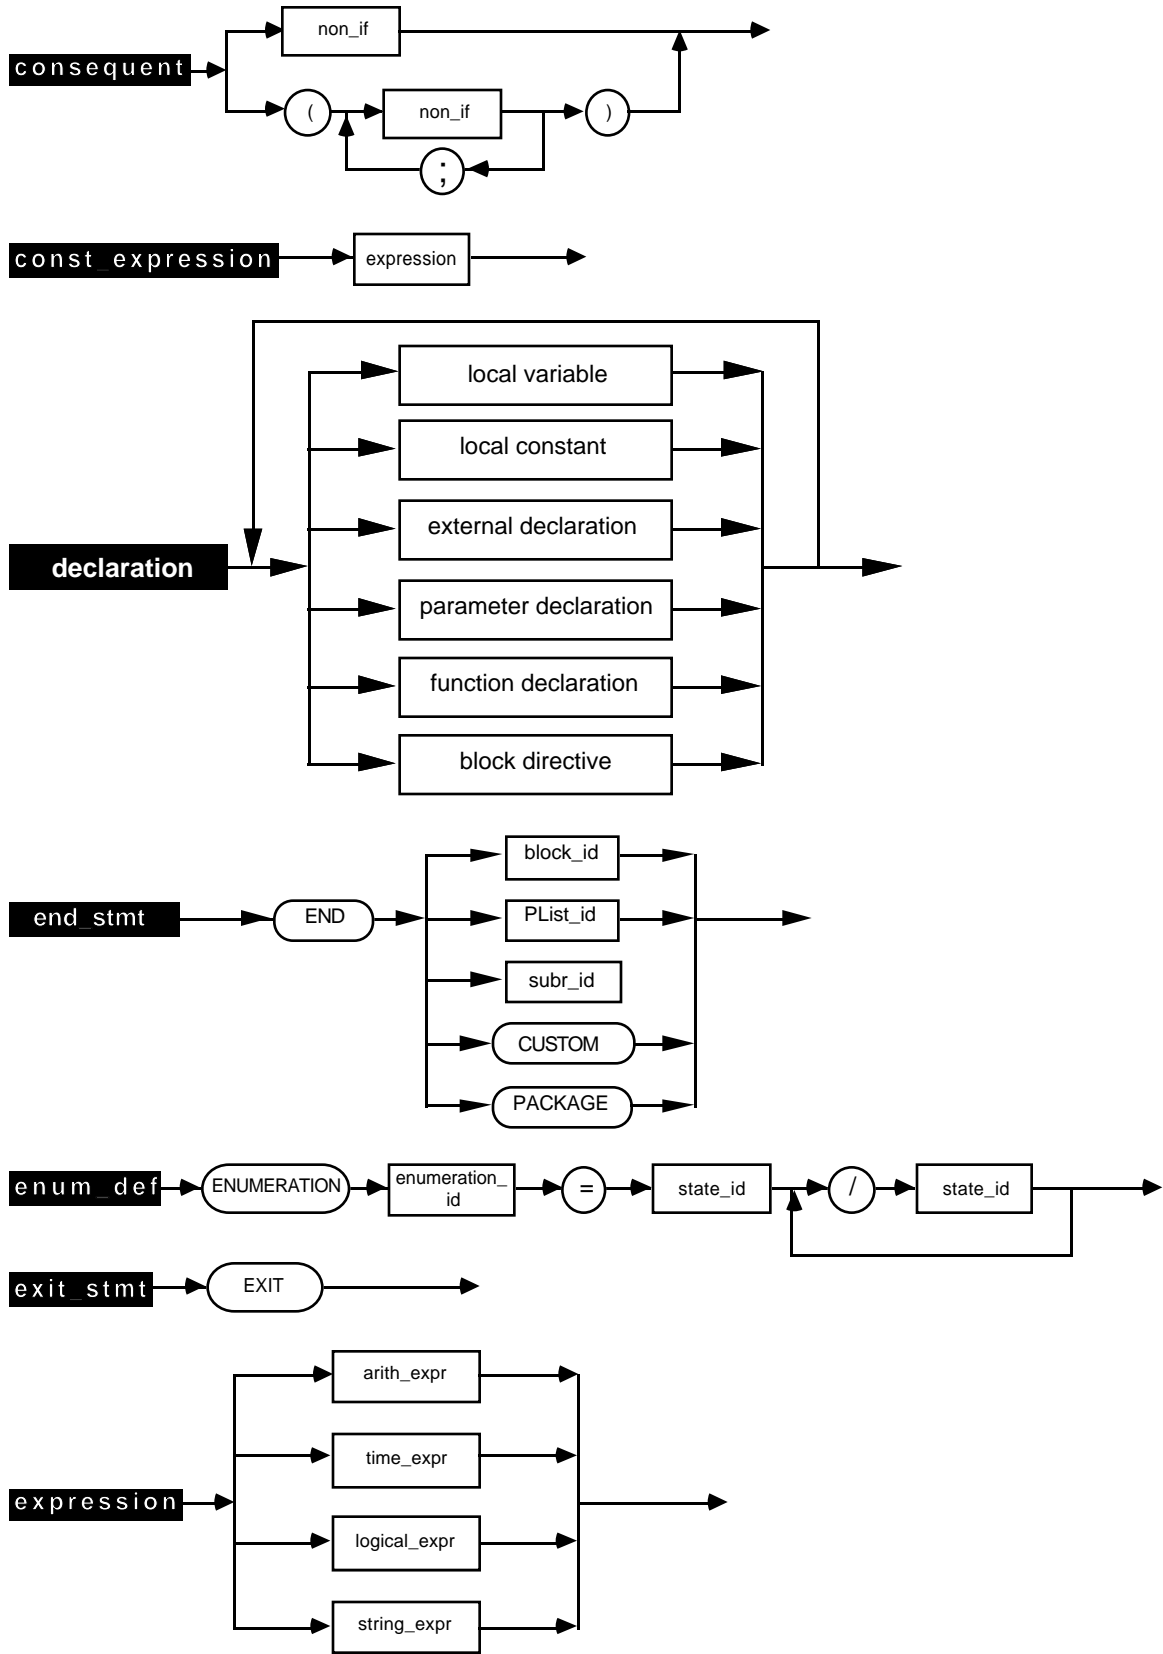 non_if
consequent
( non_if )
;
const_expression expression
local variable
local constant
external declaration
declaration
parameter declaration
function declaration
block directive
block_id
end_stmt END PList_id
subr_id
CUSTOM
PACKAGE
enum_def ENUMERATION enumeration_
id = state_id / state_id
exit_stmt EXIT
arith_expr
time_expr
expression
logical_expr
string_expr